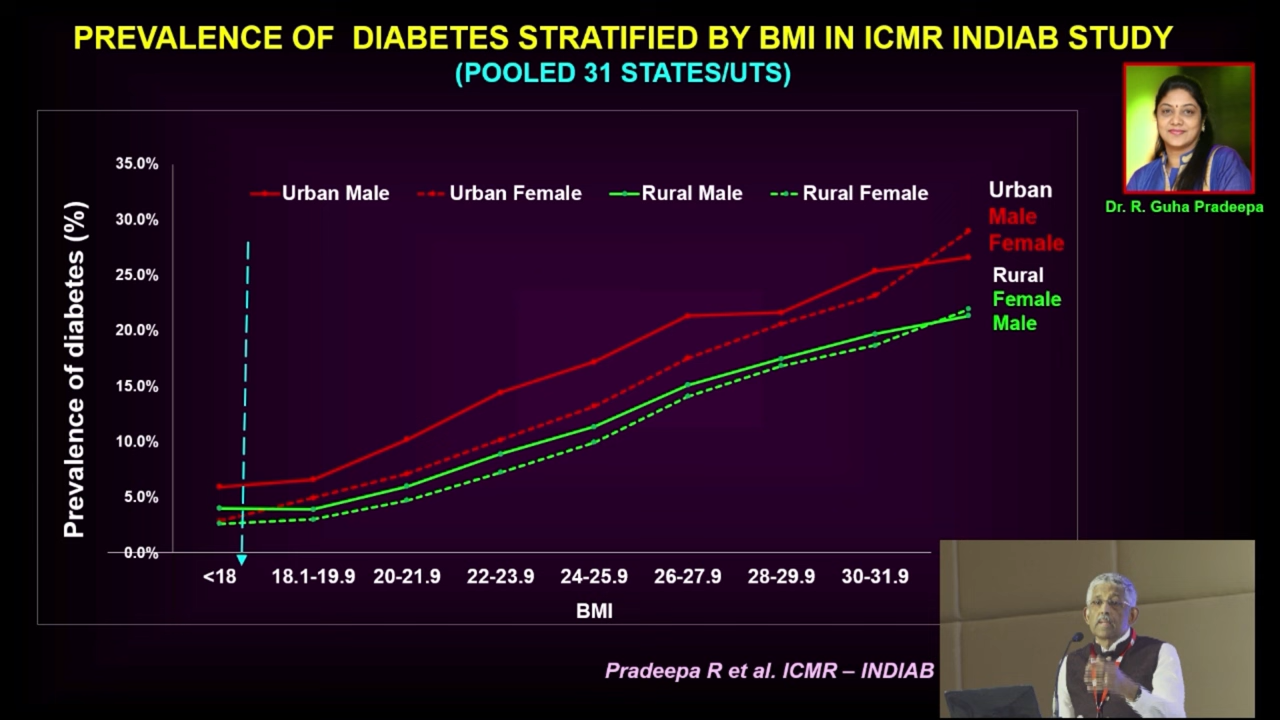 PREVALENCE OF DIABETES STRATIFIED BY BMI IN ICMR INDIAB STUDY
(POOLED 31 STATES/UTS)
Dr. R. Guha Pradeepa
Urban Male
Urban Female
Rural Male
Rural Female
Urban
Male
Female
Rural
Female
Male
Prevalence of diabetes (%)
35.0%
30.0%
25.0%
20.0%
15.0%
10.0%
5.0%
0.0%
<18 18.1-19.9 20-21.9 22-23.9 24-25.9 26-27.9 28-29.9 30-31.9
BMI
Pradeepa R et al. ICMR – INDIAB